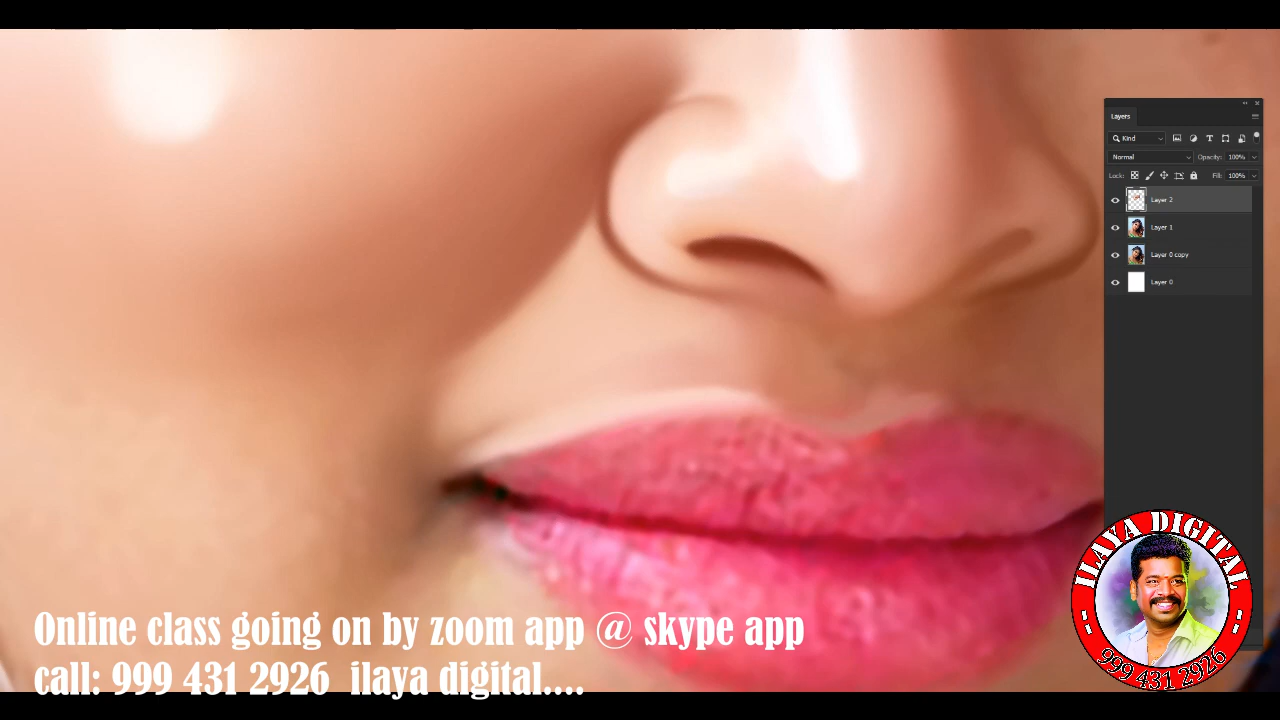 Layers
Kind
Normal Opacity: 100%
Lock: Fill: 100%
Layer 2
Layer 1
Layer 0 copy
Layer 0
ILAYA DIGITAL
999 431 2926
Online class going on by zoom app @ skype app
call: 999 431 2926 ilaya digital....